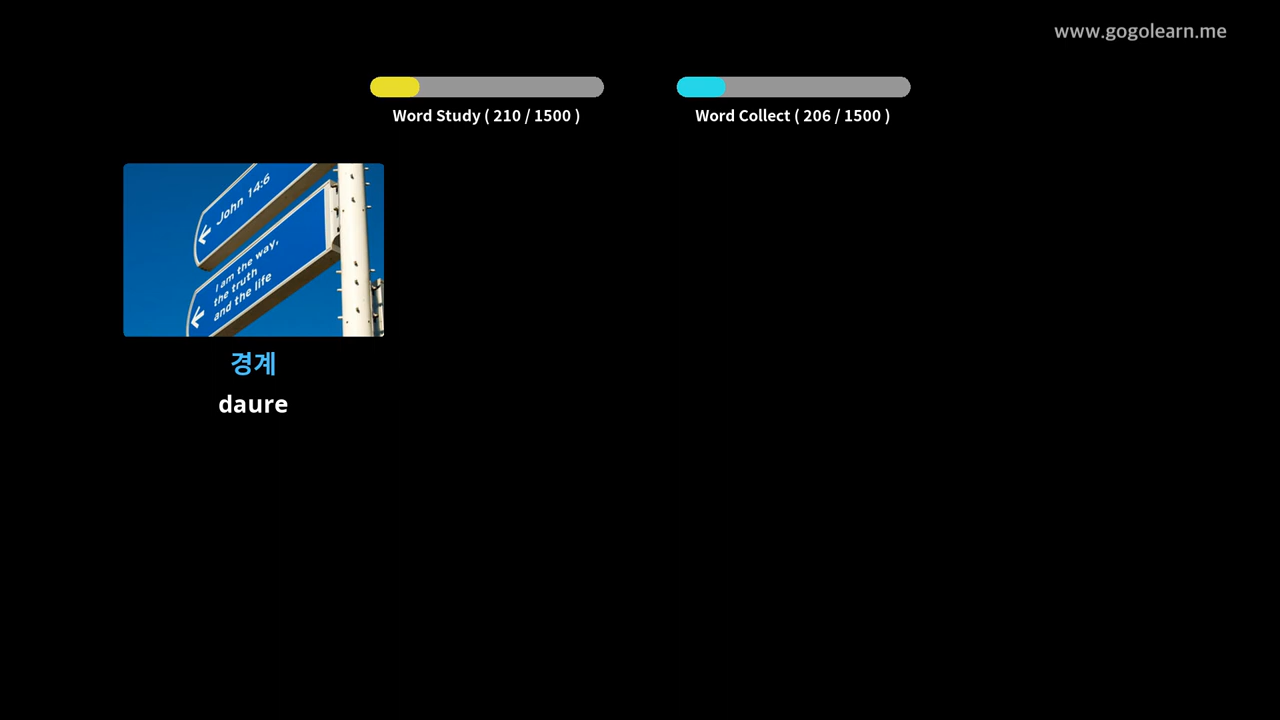 www.gogolearn.me
Word Study ( 210 / 1500 )
Word Collect ( 206 / 1500 )
John 14:6
I am the way,
the truth
and the life
경계
daure